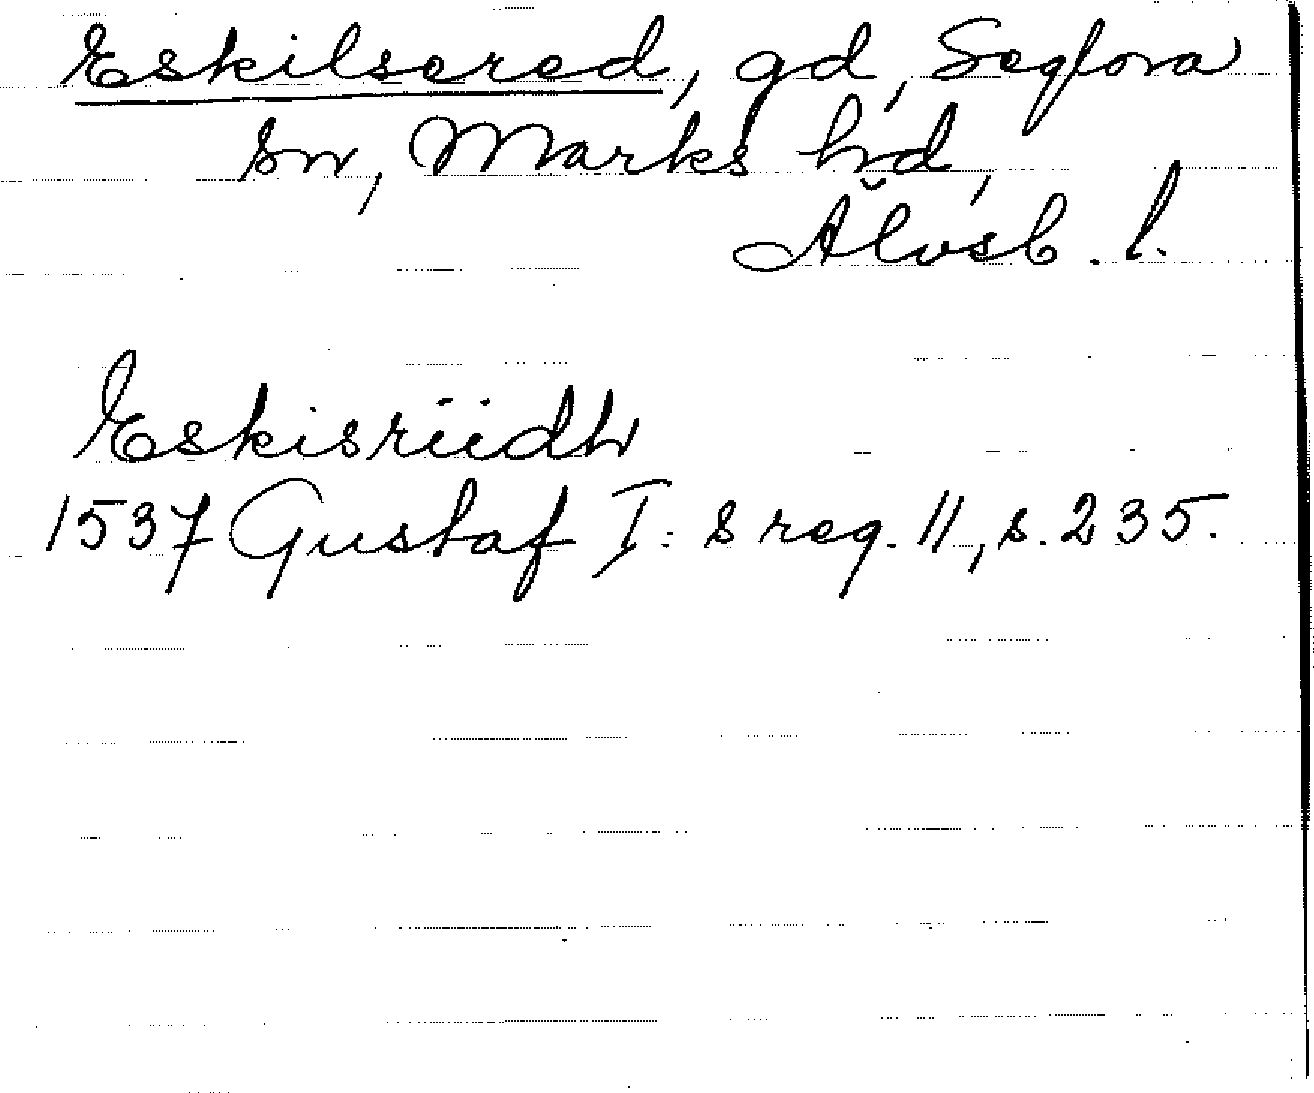 Eskilsered, gd, Seglora
sn, Marks hd,
Älvsb. l.
Eskisriidh
1537 Gustaf I:s reg. 11, s. 235.